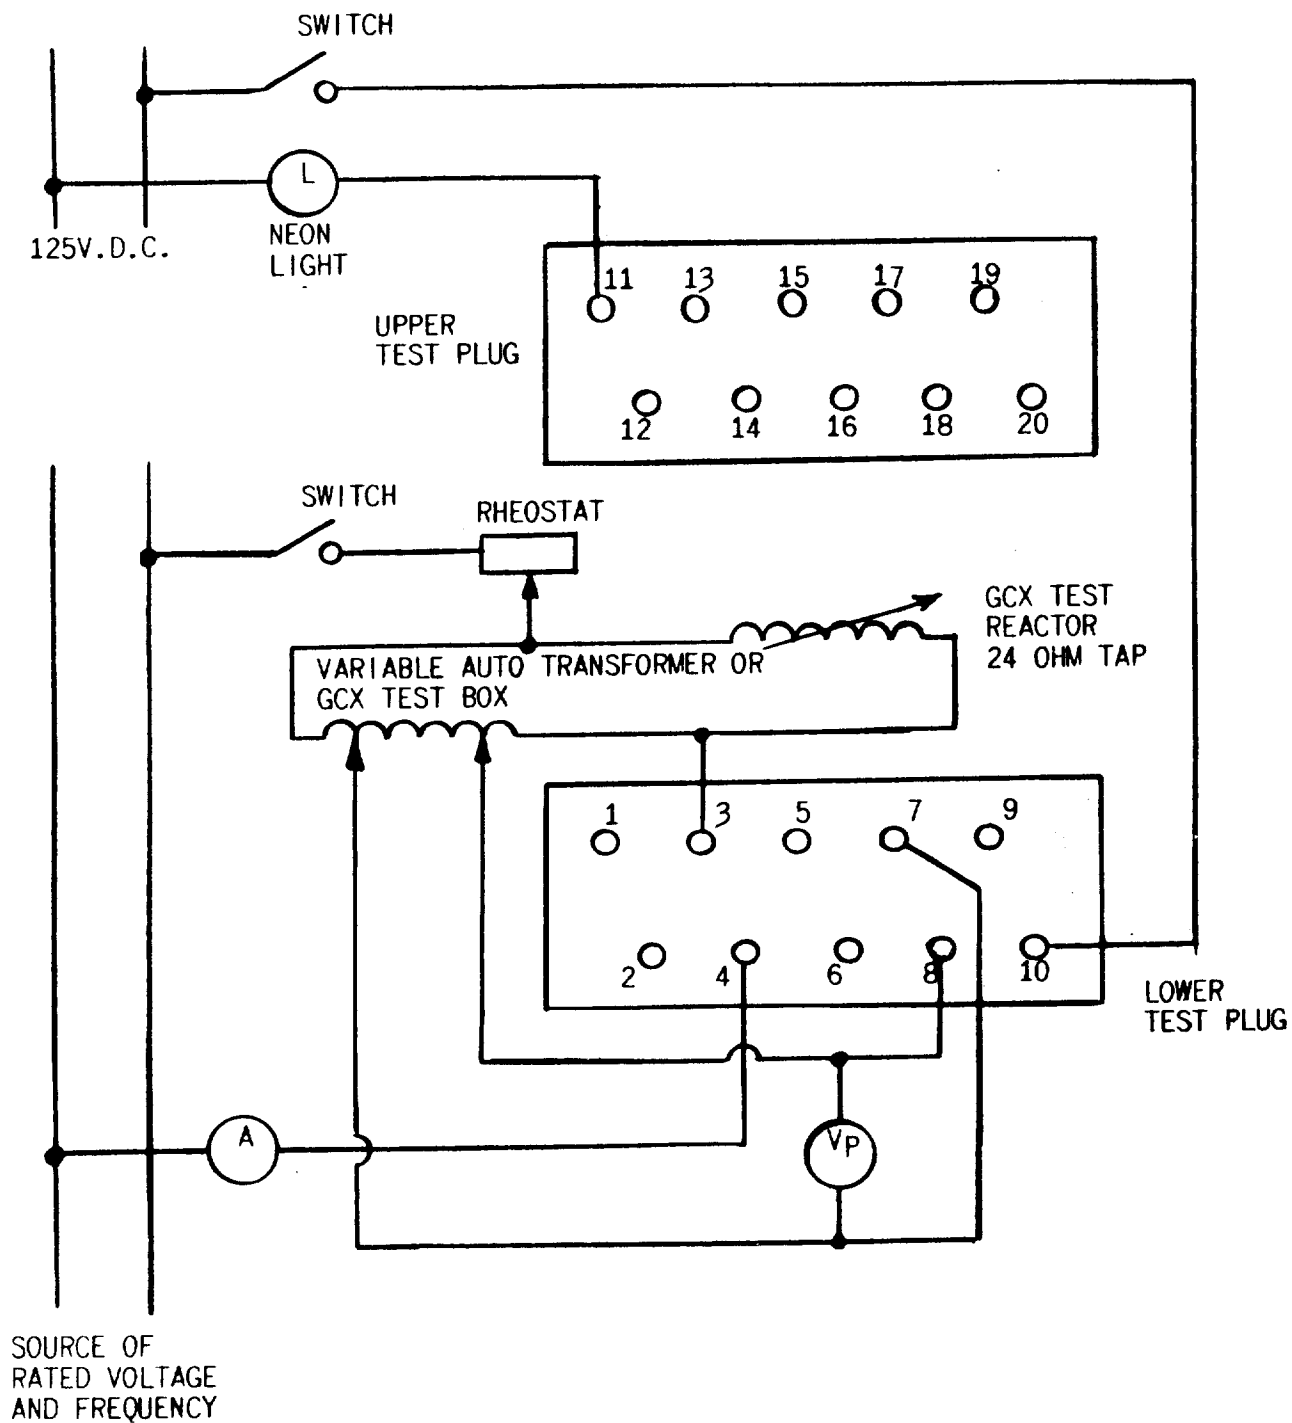 SWITCH
L
125V.D.C.
NEON
LIGHT
11 13 15 17 19
UPPER
TEST PLUG
12 14 16 18 20
SWITCH
RHEOSTAT
GCX TEST
REACTOR
24 OHM TAP
VARIABLE AUTO TRANSFORMER OR
GCX TEST BOX
1 3 5 7 9
2 4 6 8 10
LOWER
TEST PLUG
A
VP
SOURCE OF
RATED VOLTAGE
AND FREQUENCY